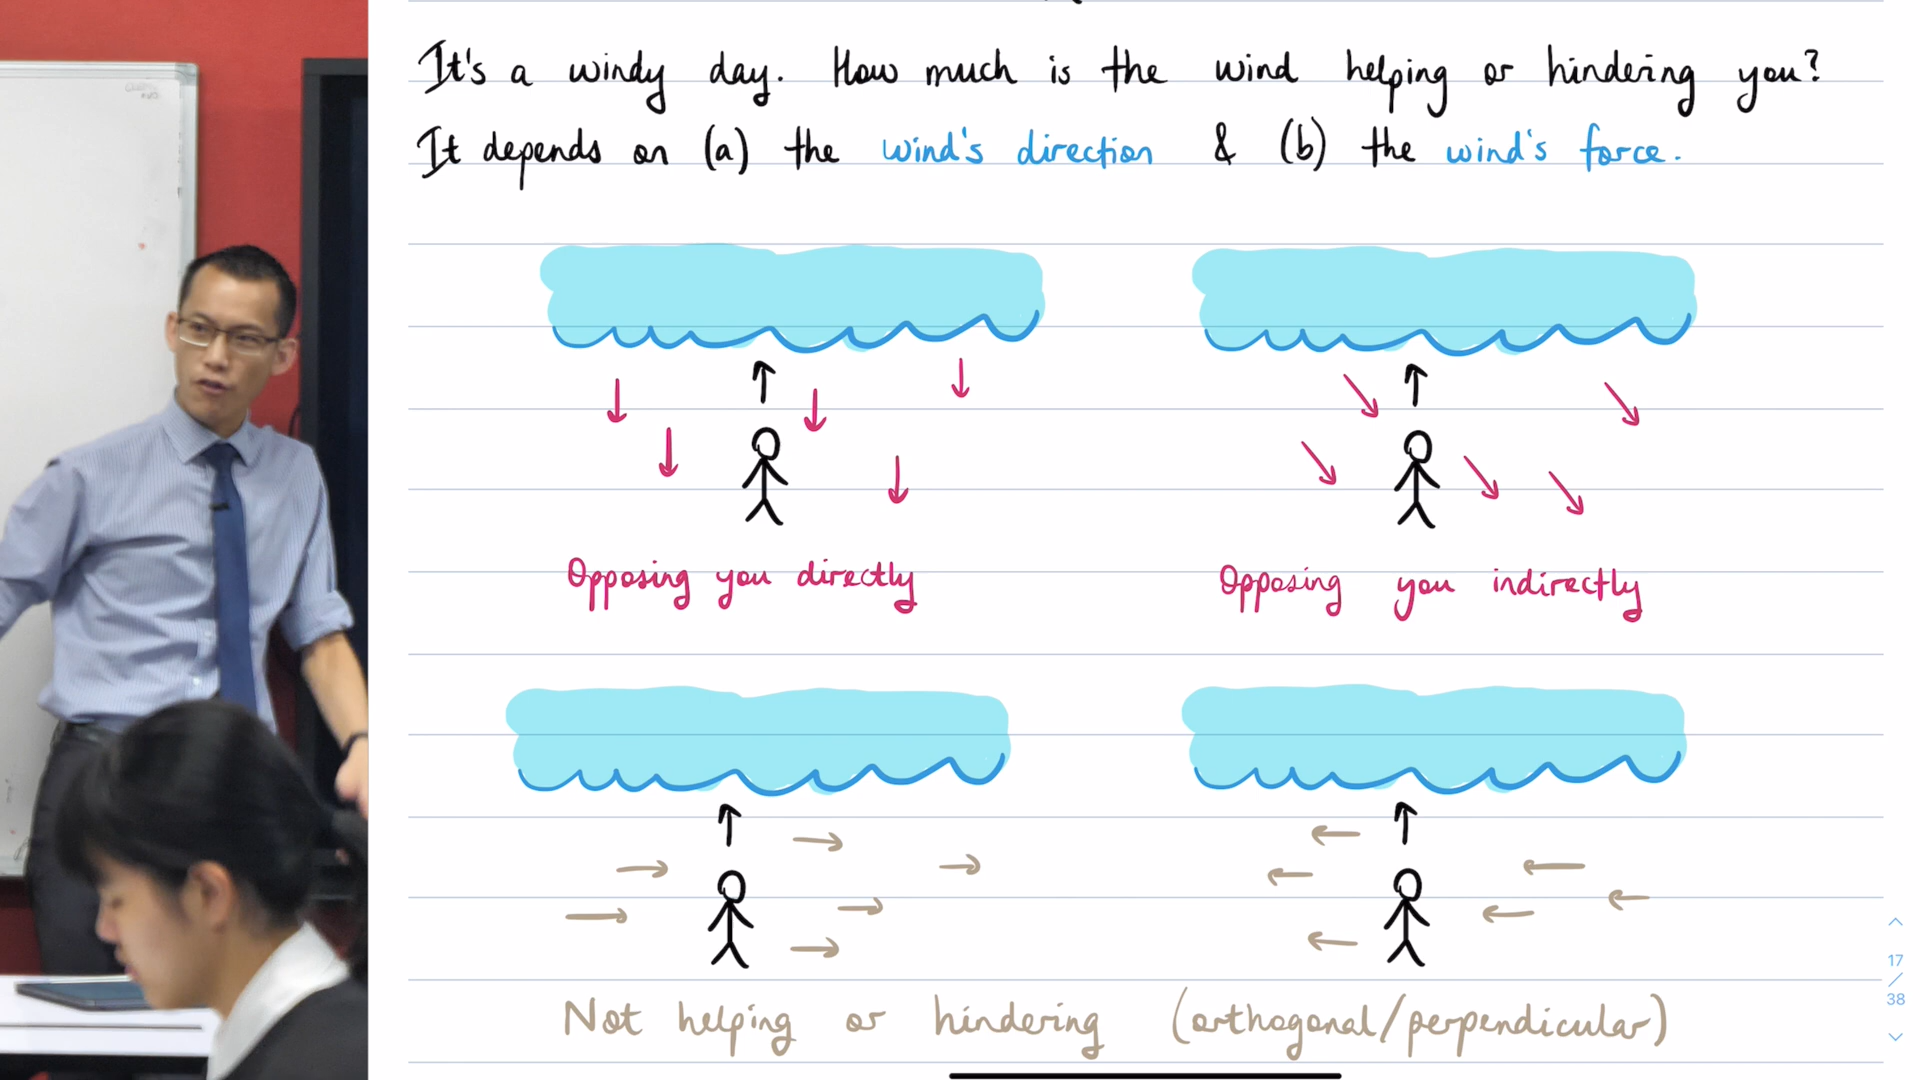 It's a windy day. How much is the wind helping or hindering you?
It depends on (a) the wind's direction & (b) the wind's force.
Opposing you directly
Opposing you indirectly
Not helping or hindering (orthogonal/perpendicular)
17
/
38